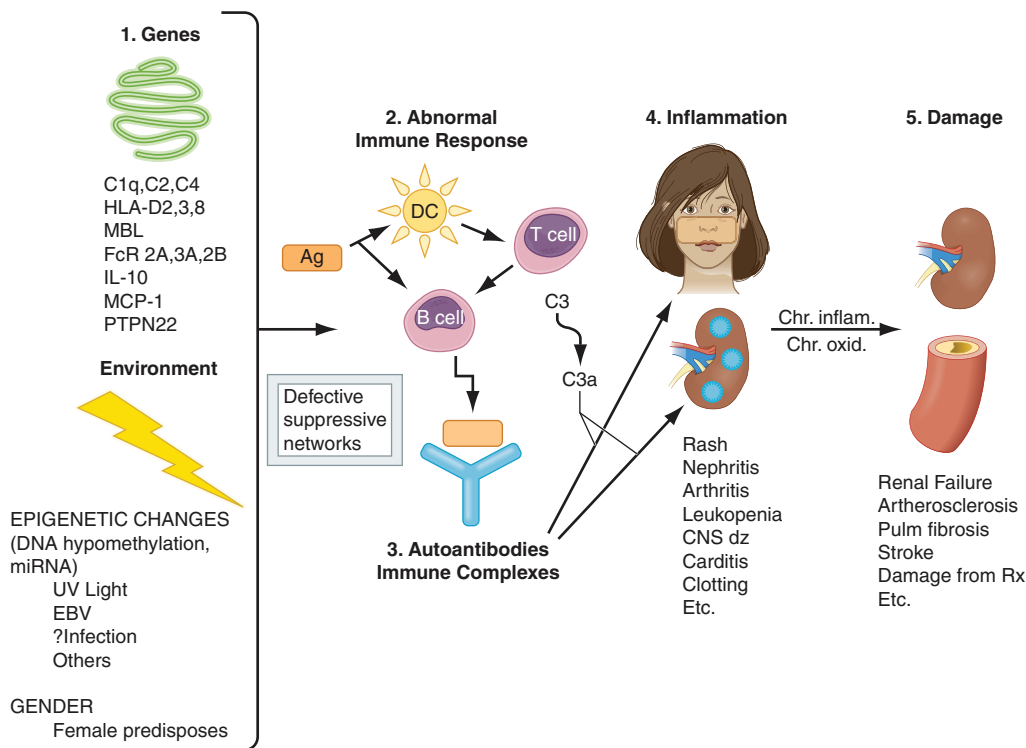 1. Genes
C1q,C2,C4
HLA-D2,3,8
MBL
FcR 2A,3A,2B
IL-10
MCP-1
PTPN22
Environment
EPIGENETIC CHANGES
(DNA hypomethylation,
miRNA)
UV Light
EBV
?Infection
Others
GENDER
Female predisposes
2. Abnormal
Immune Response
DC
Ag
T cell
B cell
Defective
suppressive
networks
C3
C3a
3. Autoantibodies
Immune Complexes
4. Inflammation
Rash
Nephritis
Arthritis
Leukopenia
CNS dz
Carditis
Clotting
Etc.
Chr. inflam.
Chr. oxid.
5. Damage
Renal Failure
Artherosclerosis
Pulm fibrosis
Stroke
Damage from Rx
Etc.